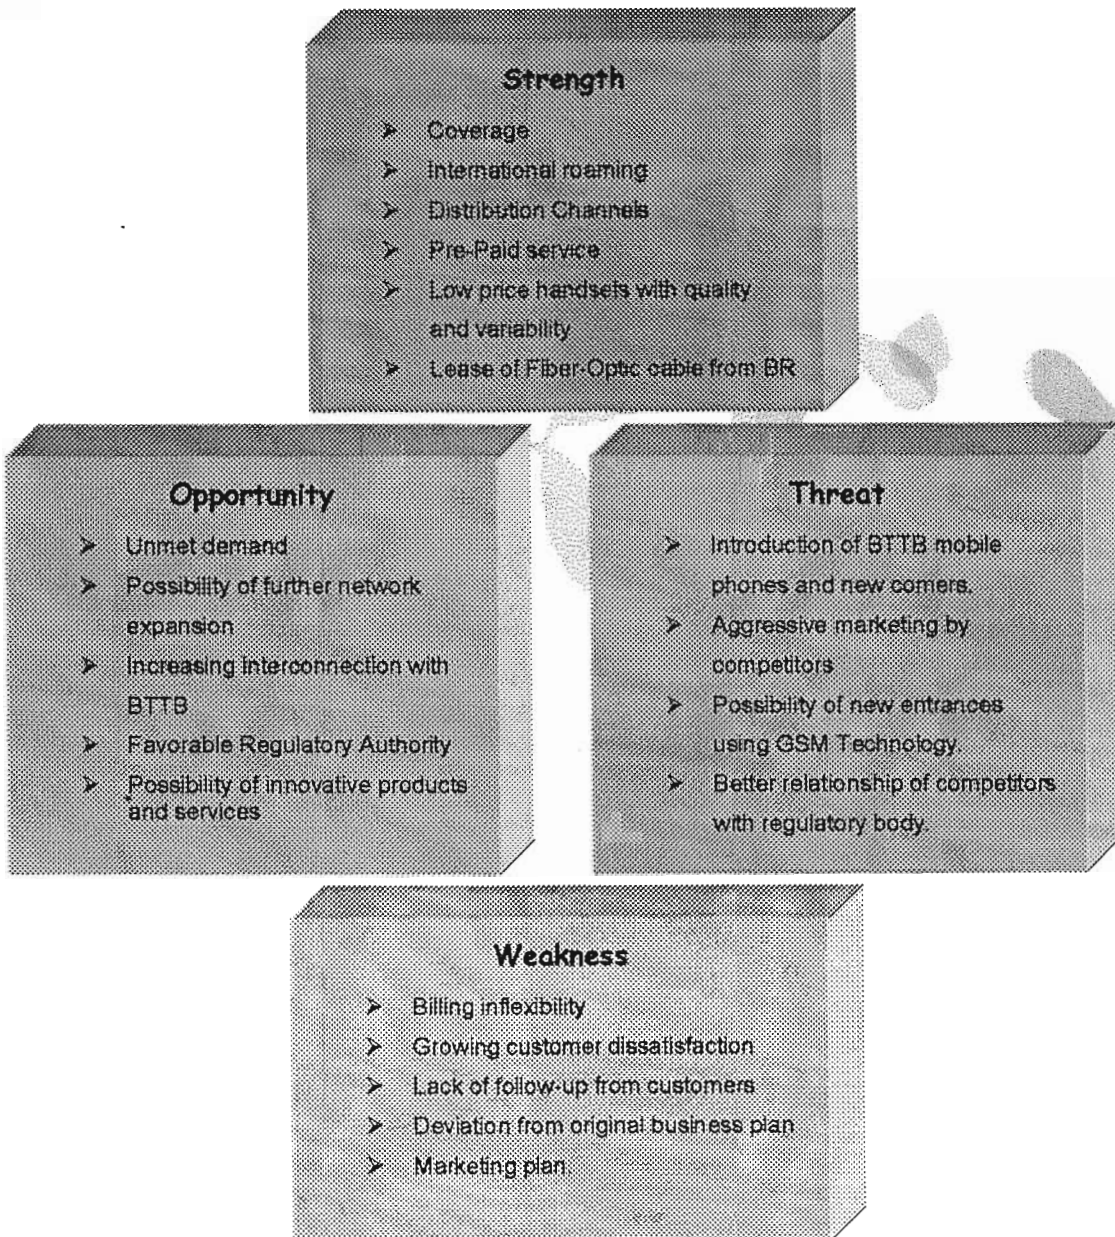 Strength
➤ Coverage
➤ International roaming
➤ Distribution Channels
➤ Pre-Paid service
➤ Low price handsets with quality
and variability
➤ Lease of Fiber-Optic cable from BR
Opportunity
➤ Unmet demand
➤ Possibility of further network
expansion
➤ Increasing interconnection with
BTTB
➤ Favorable Regulatory Authority
➤ Possibility of innovative products
and services
Threat
➤ Introduction of BTTB mobile
phones and new comers.
➤ Aggressive marketing by
competitors
➤ Possibility of new entrances
using GSM Technology.
➤ Better relationship of competitors
with regulatory body.
Weakness
➤ Billing inflexibility
➤ Growing customer dissatisfaction
➤ Lack of follow-up from customers
➤ Deviation from original business plan
➤ Marketing plan.